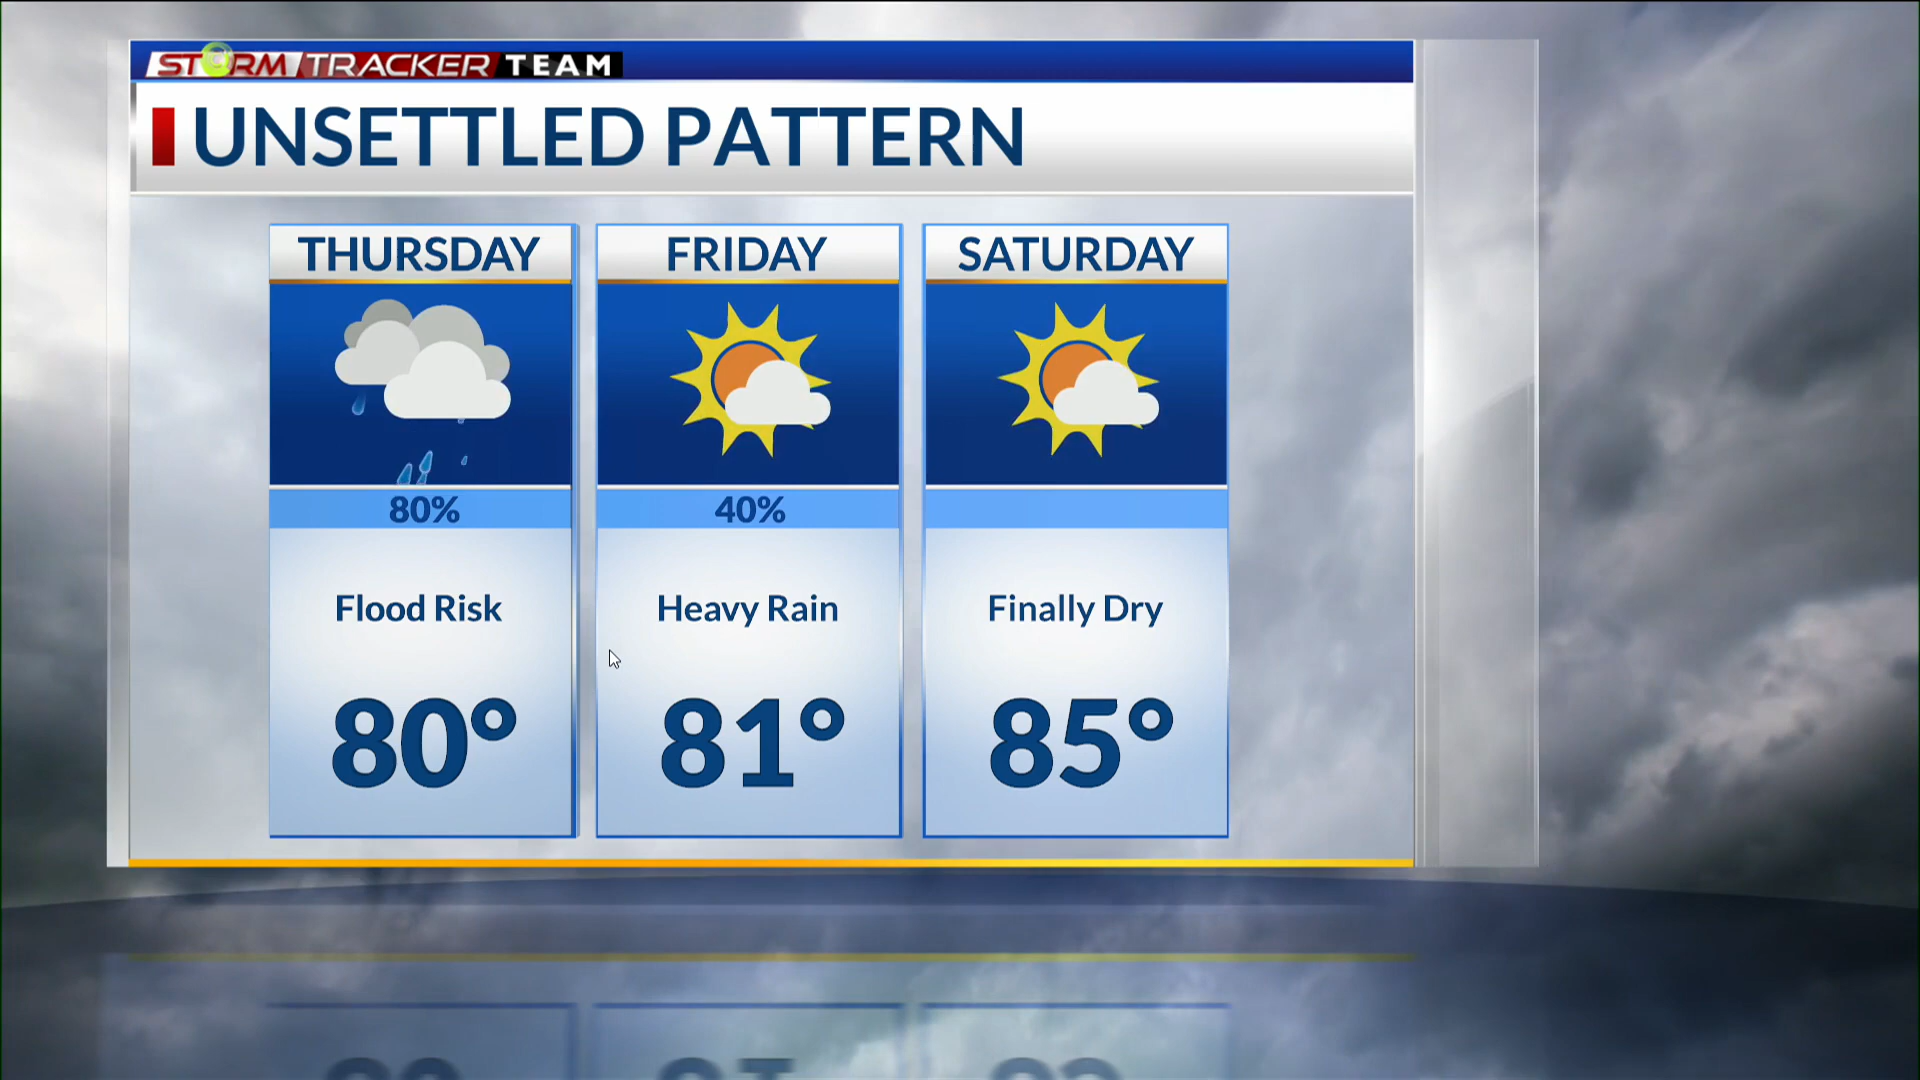 STORM TRACKER TEAM
UNSETTLED PATTERN
THURSDAY FRIDAY SATURDAY
80% 40%
Flood Risk Heavy Rain Finally Dry
80° 81° 85°